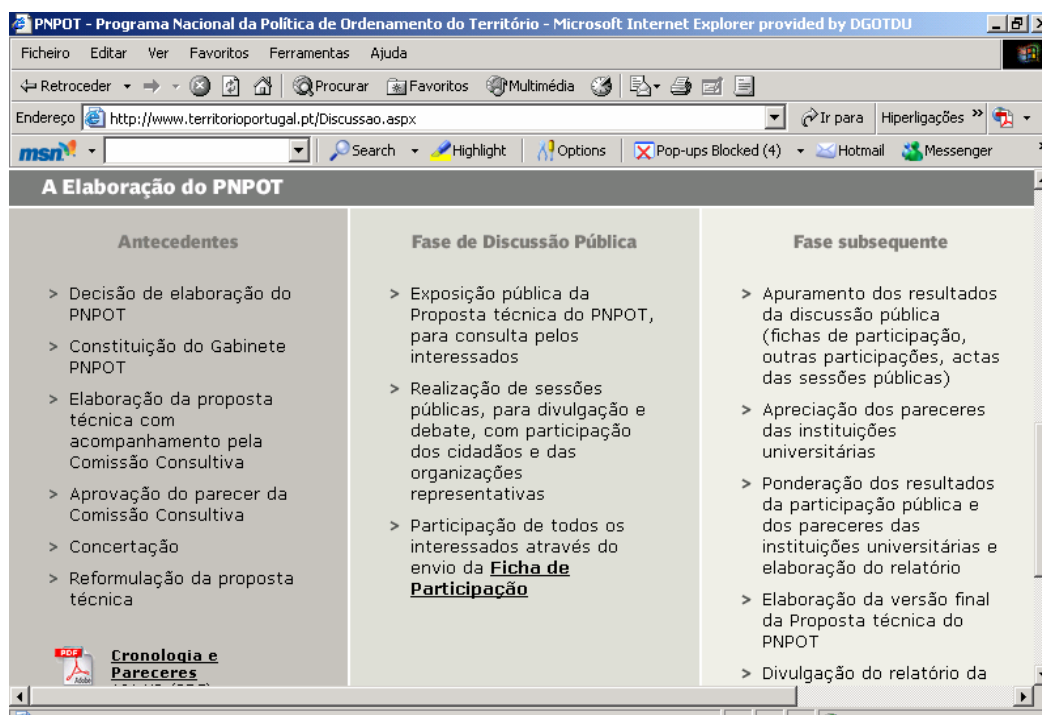 PNPOT - Programa Nacional da Política de Ordenamento do Território - Microsoft Internet Explorer provided by DGOTDU
Ficheiro Editar Ver Favoritos Ferramentas Ajuda
Retroceder Procurar Favoritos Multimédia
Endereço http://www.territorioportugal.pt/Discussao.aspx Ir para Hiperligações »
msn Search Highlight Options Pop-ups Blocked (4) Hotmail Messenger
A Elaboração do PNPOT
Antecedentes
> Decisão de elaboração do
PNPOT
> Constituição do Gabinete
PNPOT
> Elaboração da proposta
técnica com
acompanhamento pela
Comissão Consultiva
> Aprovação do parecer da
Comissão Consultiva
> Concertação
> Reformulação da proposta
técnica
PDF
Adobe
Cronologia e
Pareceres
Fase de Discussão Pública
> Exposição pública da
Proposta técnica do PNPOT,
para consulta pelos
interessados
> Realização de sessões
públicas, para divulgação e
debate, com participação
dos cidadãos e das
organizações
representativas
> Participação de todos os
interessados através do
envio da Ficha de
Participação
Fase subsequente
> Apuramento dos resultados
da discussão pública
(fichas de participação,
outras participações, actas
das sessões públicas)
> Apreciação dos pareceres
das instituições
universitárias
> Ponderação dos resultados
da participação pública e
dos pareceres das
instituições universitárias e
elaboração do relatório
> Elaboração da versão final
da Proposta técnica do
PNPOT
> Divulgação do relatório da